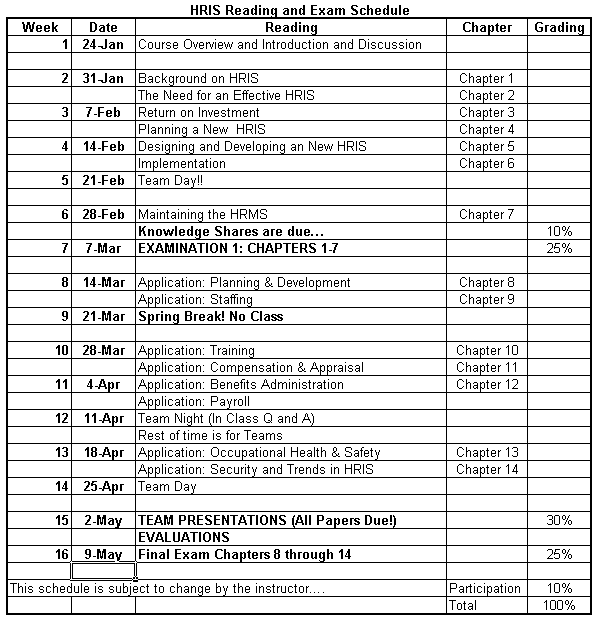 HRIS Reading and Exam Schedule
Week Date Reading Chapter Grading
1 24-Jan Course Overview and Introduction and Discussion
2 31-Jan Background on HRIS Chapter 1
The Need for an Effective HRIS Chapter 2
3 7-Feb Return on Investment Chapter 3
Planning a New HRIS Chapter 4
4 14-Feb Designing and Developing an New HRIS Chapter 5
Implementation Chapter 6
5 21-Feb Team Day!!
6 28-Feb Maintaining the HRMS Chapter 7
Knowledge Shares are due... 10%
7 7-Mar EXAMINATION 1: CHAPTERS 1-7 25%
8 14-Mar Application: Planning & Development Chapter 8
Application: Staffing Chapter 9
9 21-Mar Spring Break! No Class
10 28-Mar Application: Training Chapter 10
Application: Compensation & Appraisal Chapter 11
11 4-Apr Application: Benefits Administration Chapter 12
Application: Payroll
12 11-Apr Team Night (In Class Q and A)
Rest of time is for Teams
13 18-Apr Application: Occupational Health & Safety Chapter 13
Application: Security and Trends in HRIS Chapter 14
14 25-Apr Team Day
15 2-May TEAM PRESENTATIONS (All Papers Due!) 30%
EVALUATIONS
16 9-May Final Exam Chapters 8 through 14 25%
This schedule is subject to change by the instructor.... Participation 10%
Total 100%